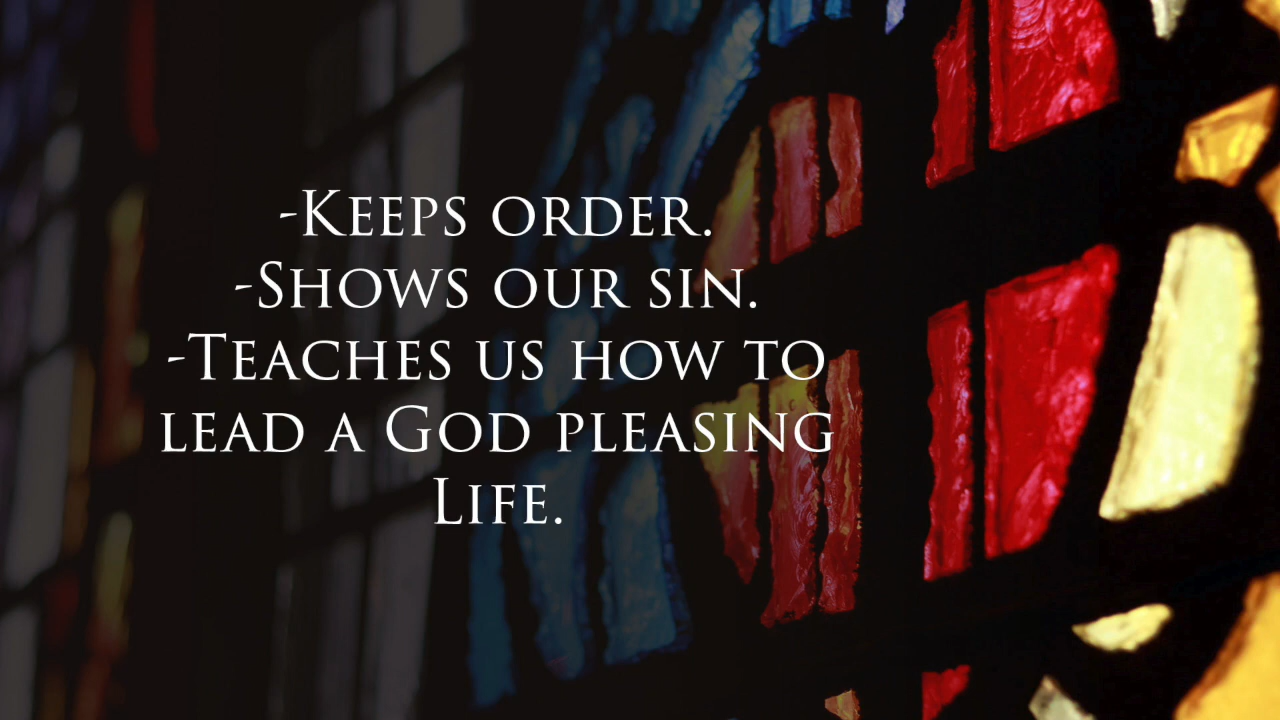 -Keeps order.
-Shows our sin.
-Teaches us how to
lead a God pleasing
Life.